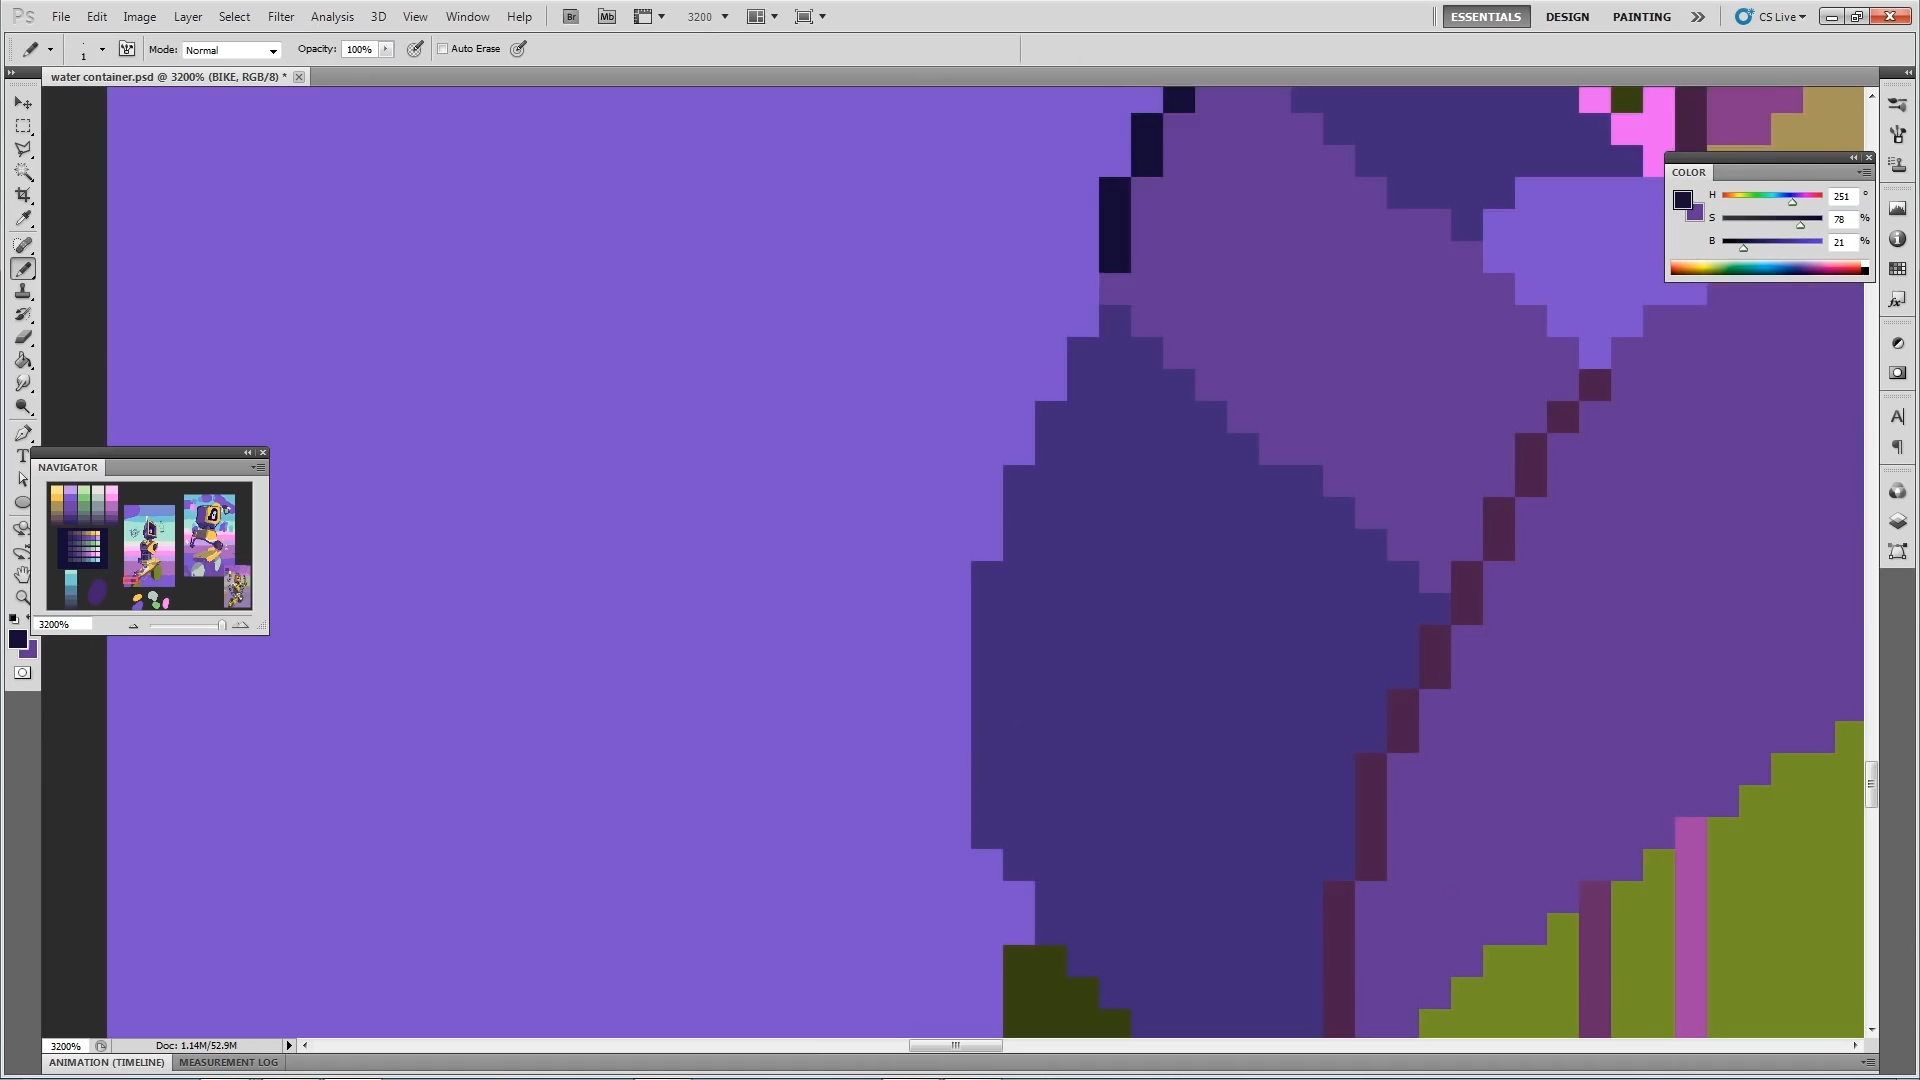 Ps File Edit Image Layer Select Filter Analysis 3D View Window Help Br Mb 3200 ESSENTIALS DESIGN PAINTING CS Live
1 Mode: Normal Opacity: 100% Auto Erase
water container.psd @ 3200% (BIKE, RGB/8) *
COLOR
H 251 °
S 78 %
B 21 %
NAVIGATOR
3200%
3200% Doc: 1.14M/52.9M
ANIMATION (TIMELINE) MEASUREMENT LOG